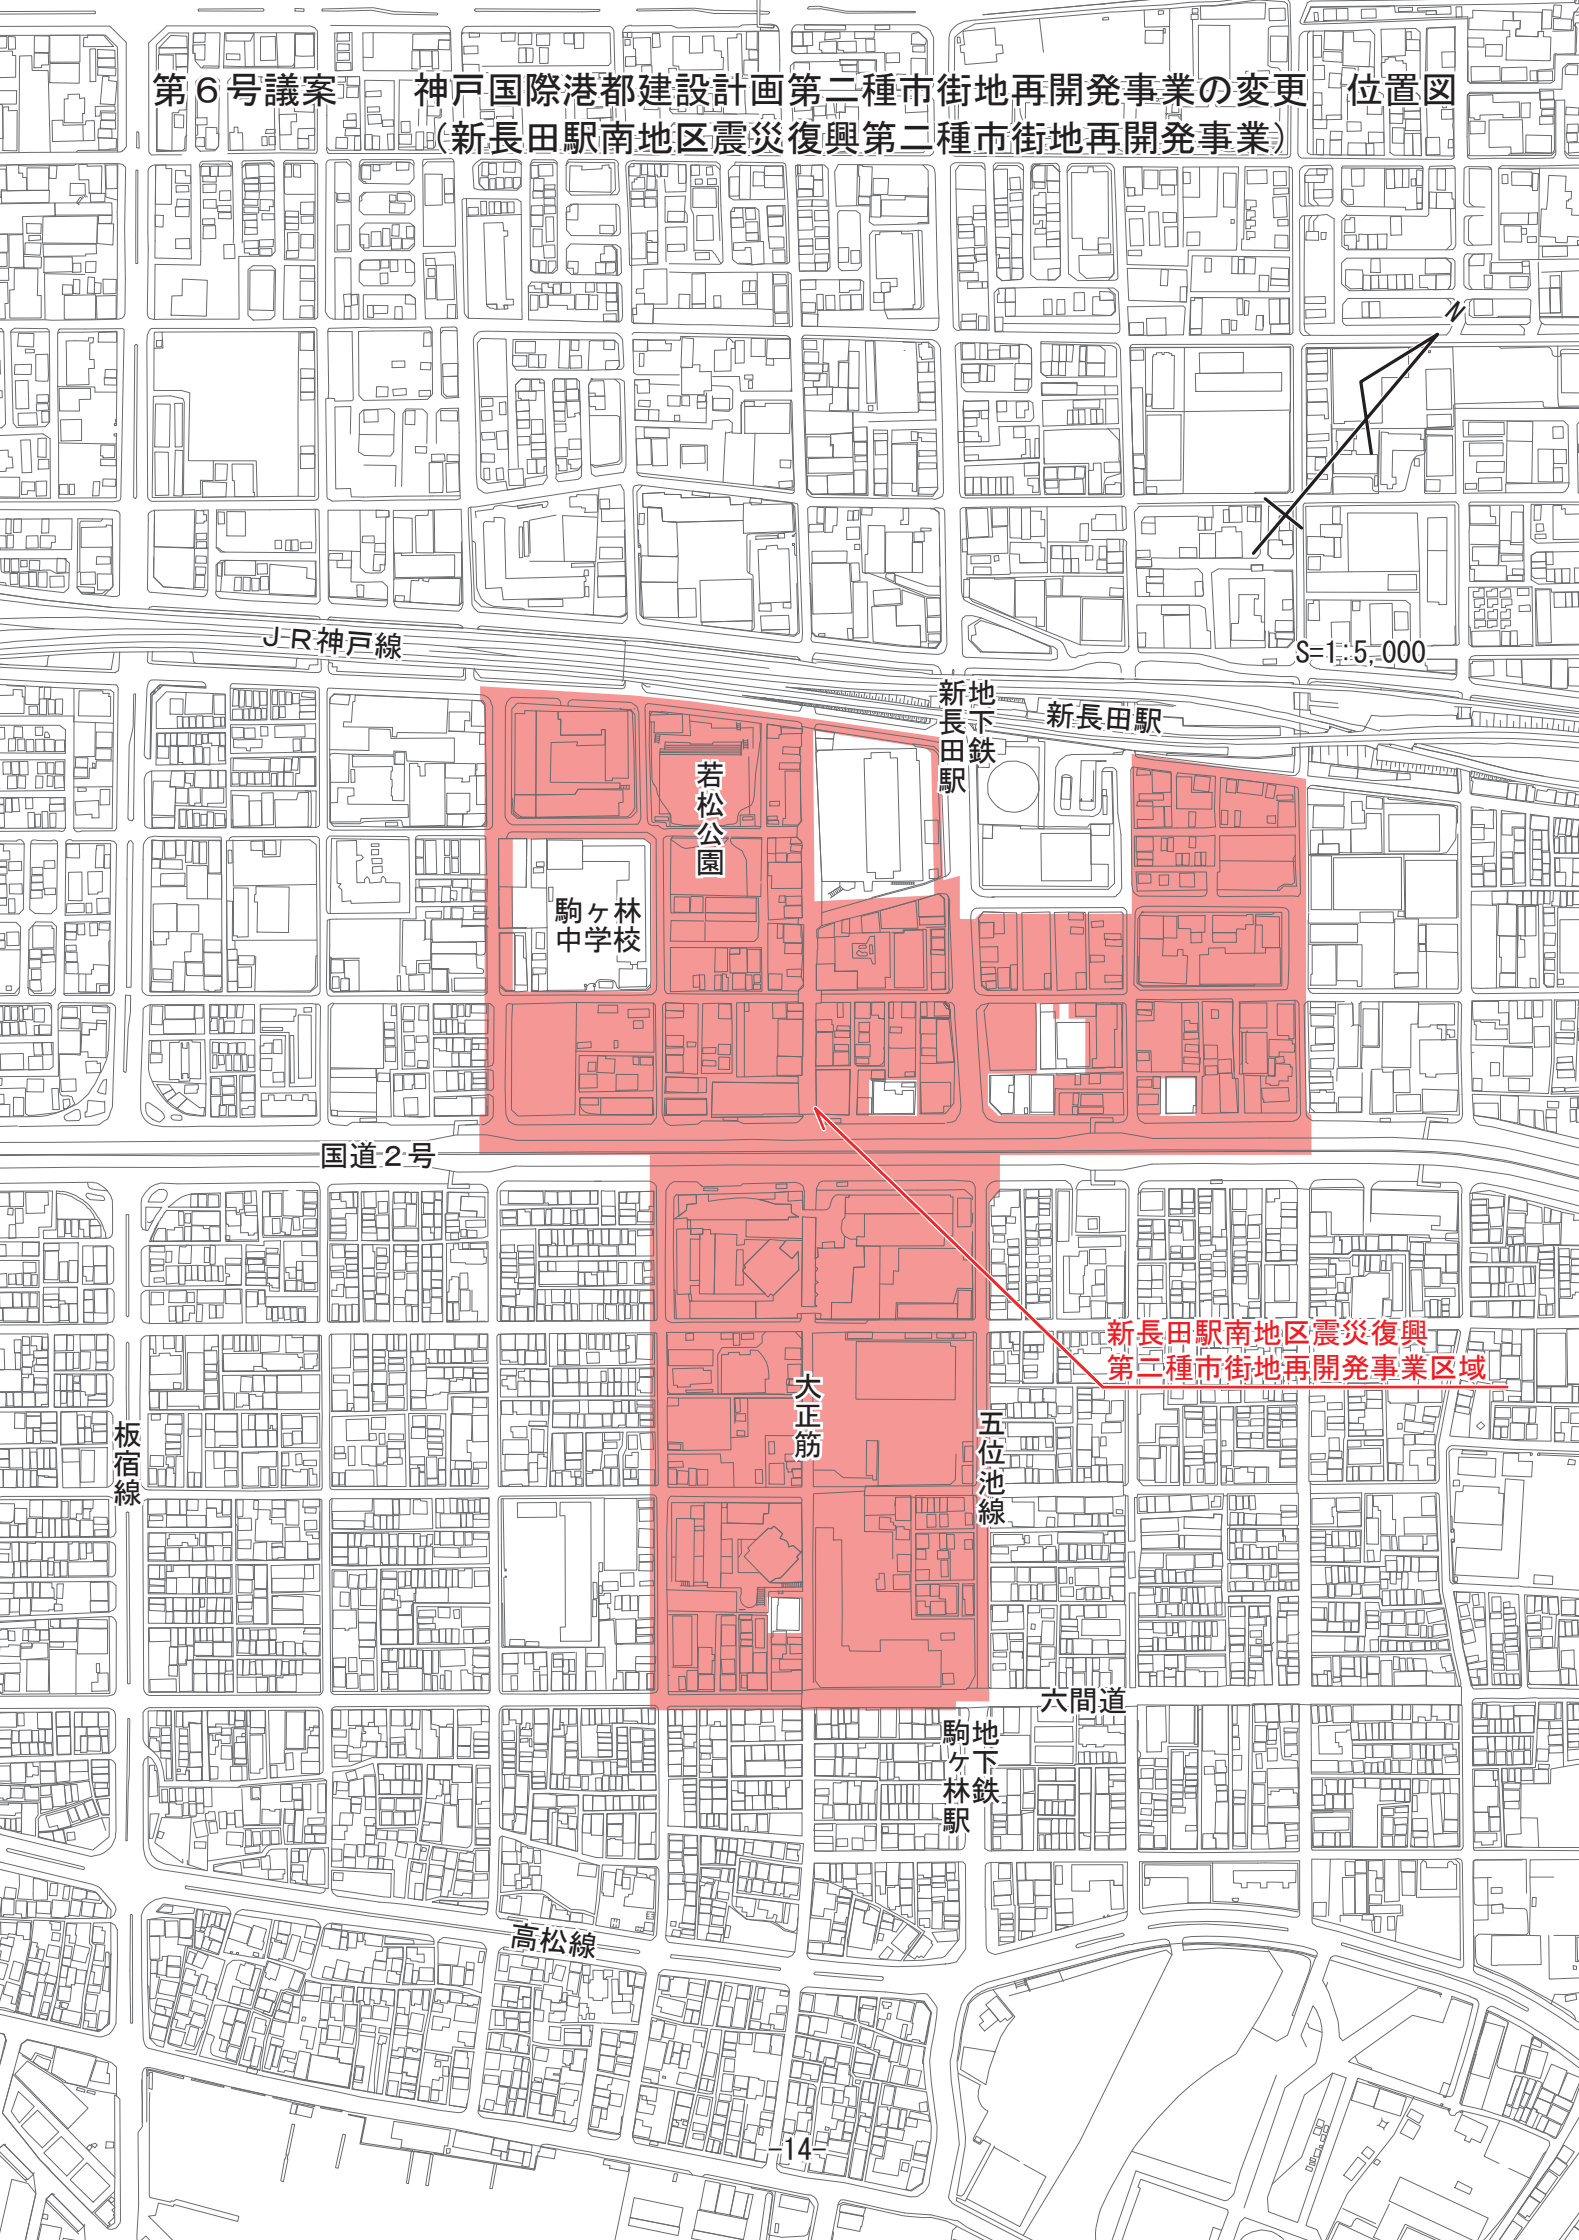 第６号議案　神戸国際港都建設計画第二種市街地再開発事業の変更　位置図
（新長田駅南地区震災復興第二種市街地再開発事業）
N
ＪＲ神戸線
S=1:5,000
地下鉄
新長田駅
新長田駅
若松公園
駒ヶ林
中学校
国道２号
新長田駅南地区震災復興
第二種市街地再開発事業区域
大正筋
五位池線
板宿線
六間道
地下鉄
駒ヶ林駅
高松線
-14-